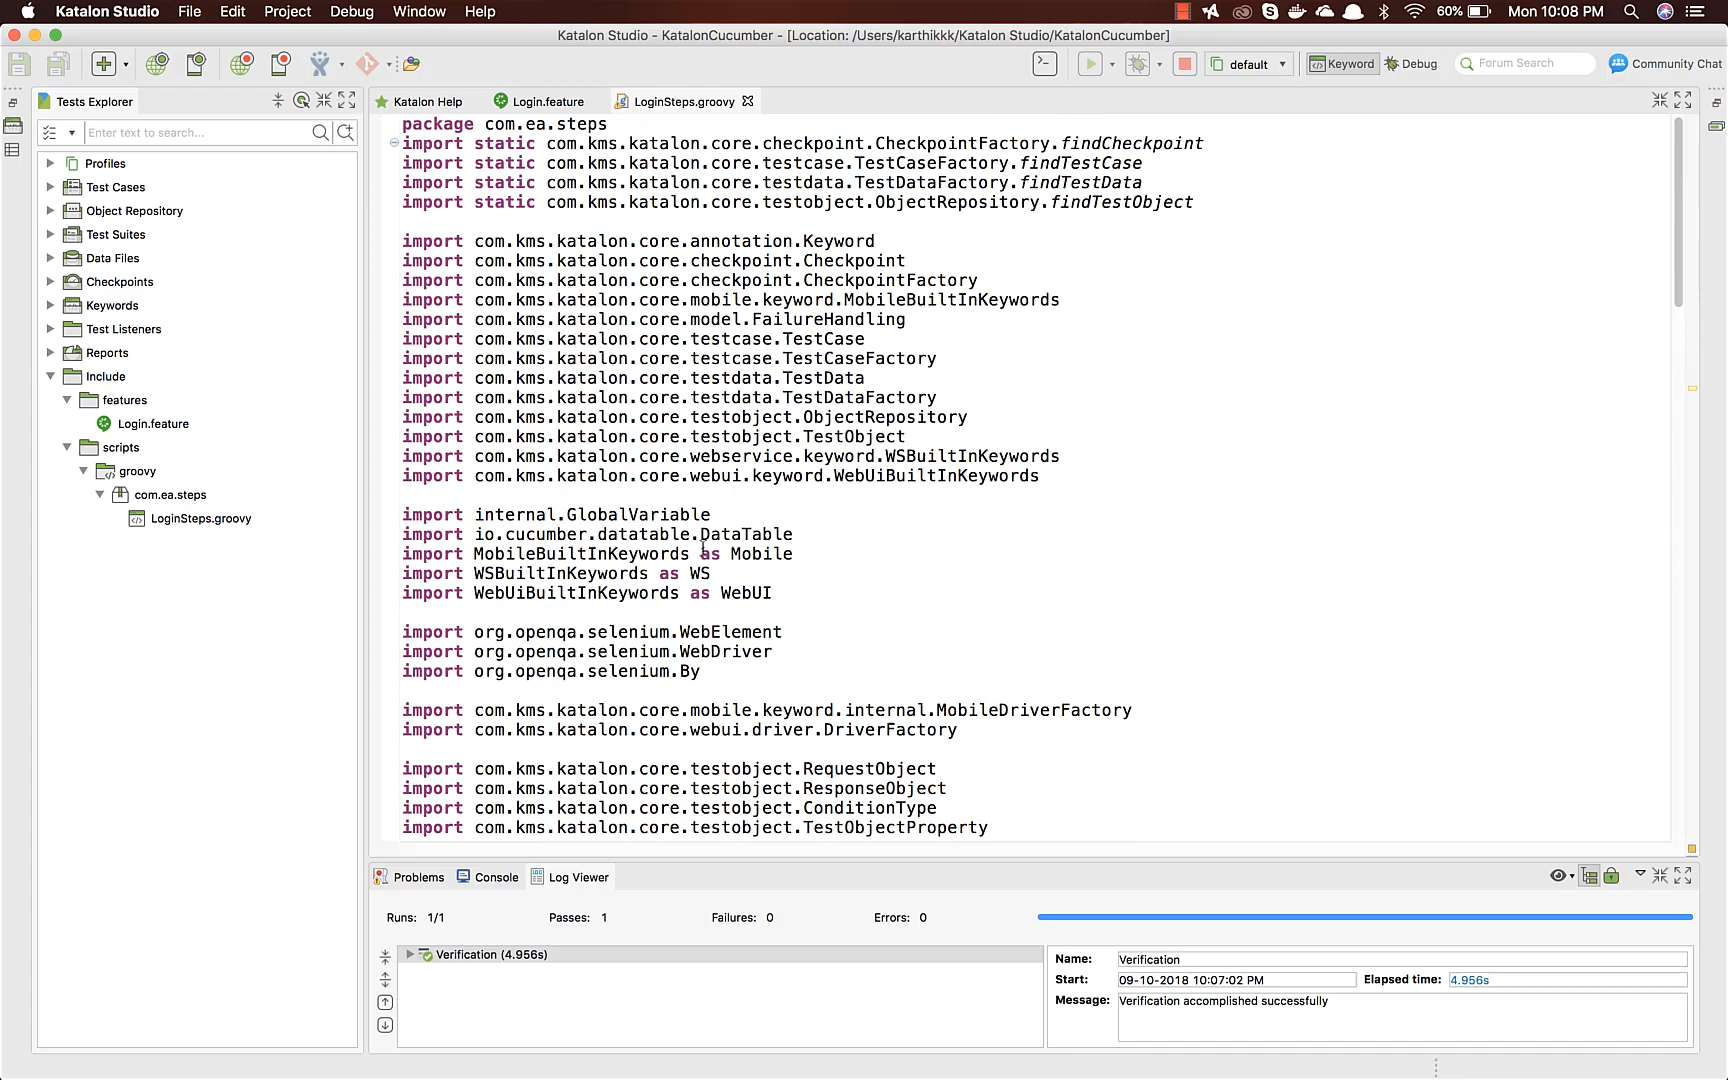 Katalon Studio File Edit Project Debug Window Help 60% Mon 10:08 PM
Katalon Studio - KatalonCucumber - [Location: /Users/karthikkk/Katalon Studio/KatalonCucumber]
default Keyword Debug Forum Search Community Chat
Tests Explorer
Enter text to search...
Profiles
Test Cases
Object Repository
Test Suites
Data Files
Checkpoints
Keywords
Test Listeners
Reports
Include
features
Login.feature
scripts
groovy
com.ea.steps
LoginSteps.groovy
Katalon Help Login.feature LoginSteps.groovy
package com.ea.steps
import static com.kms.katalon.core.checkpoint.CheckpointFactory.findCheckpoint
import static com.kms.katalon.core.testcase.TestCaseFactory.findTestCase
import static com.kms.katalon.core.testdata.TestDataFactory.findTestData
import static com.kms.katalon.core.testobject.ObjectRepository.findTestObject
import com.kms.katalon.core.annotation.Keyword
import com.kms.katalon.core.checkpoint.Checkpoint
import com.kms.katalon.core.checkpoint.CheckpointFactory
import com.kms.katalon.core.mobile.keyword.MobileBuiltInKeywords
import com.kms.katalon.core.model.FailureHandling
import com.kms.katalon.core.testcase.TestCase
import com.kms.katalon.core.testcase.TestCaseFactory
import com.kms.katalon.core.testdata.TestData
import com.kms.katalon.core.testdata.TestDataFactory
import com.kms.katalon.core.testobject.ObjectRepository
import com.kms.katalon.core.testobject.TestObject
import com.kms.katalon.core.webservice.keyword.WSBuiltInKeywords
import com.kms.katalon.core.webui.keyword.WebUiBuiltInKeywords
import internal.GlobalVariable
import io.cucumber.datatable.DataTable
import MobileBuiltInKeywords as Mobile
import WSBuiltInKeywords as WS
import WebUiBuiltInKeywords as WebUI
import org.openqa.selenium.WebElement
import org.openqa.selenium.WebDriver
import org.openqa.selenium.By
import com.kms.katalon.core.mobile.keyword.internal.MobileDriverFactory
import com.kms.katalon.core.webui.driver.DriverFactory
import com.kms.katalon.core.testobject.RequestObject
import com.kms.katalon.core.testobject.ResponseObject
import com.kms.katalon.core.testobject.ConditionType
import com.kms.katalon.core.testobject.TestObjectProperty
Problems Console Log Viewer
Runs: 1/1 Passes: 1 Failures: 0 Errors: 0
Verification (4.956s)
Name: Verification
Start: 09-10-2018 10:07:02 PM Elapsed time: 4.956s
Message: Verification accomplished successfully